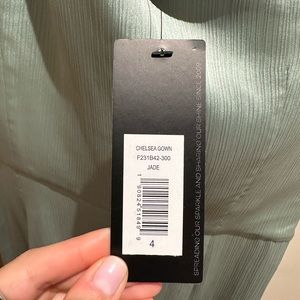 CHELSEA GOWN
F231B42-300
JADE
4
SPREADING OUR SPARKLE AND SHARING OUR SHINE SINCE 2009